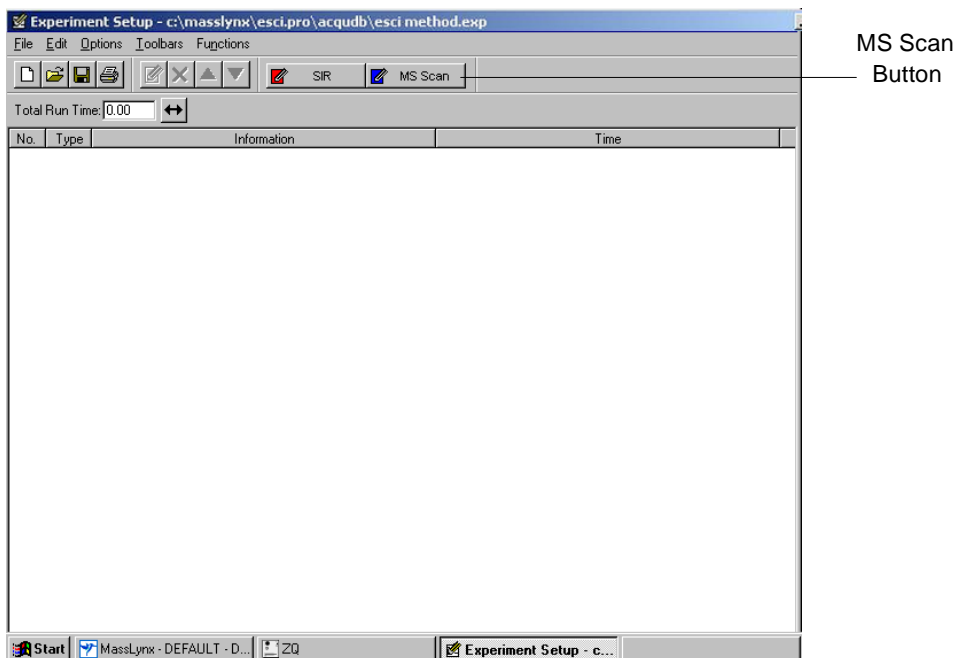 Experiment Setup - c:\masslynx\esci.pro\acqudb\esci method.exp
File Edit Options Toolbars Functions
SIR MS Scan
MS Scan
Button
Total Run Time: 0.00
No. Type Information Time
Start MassLynx - DEFAULT - D... ZQ Experiment Setup - c...